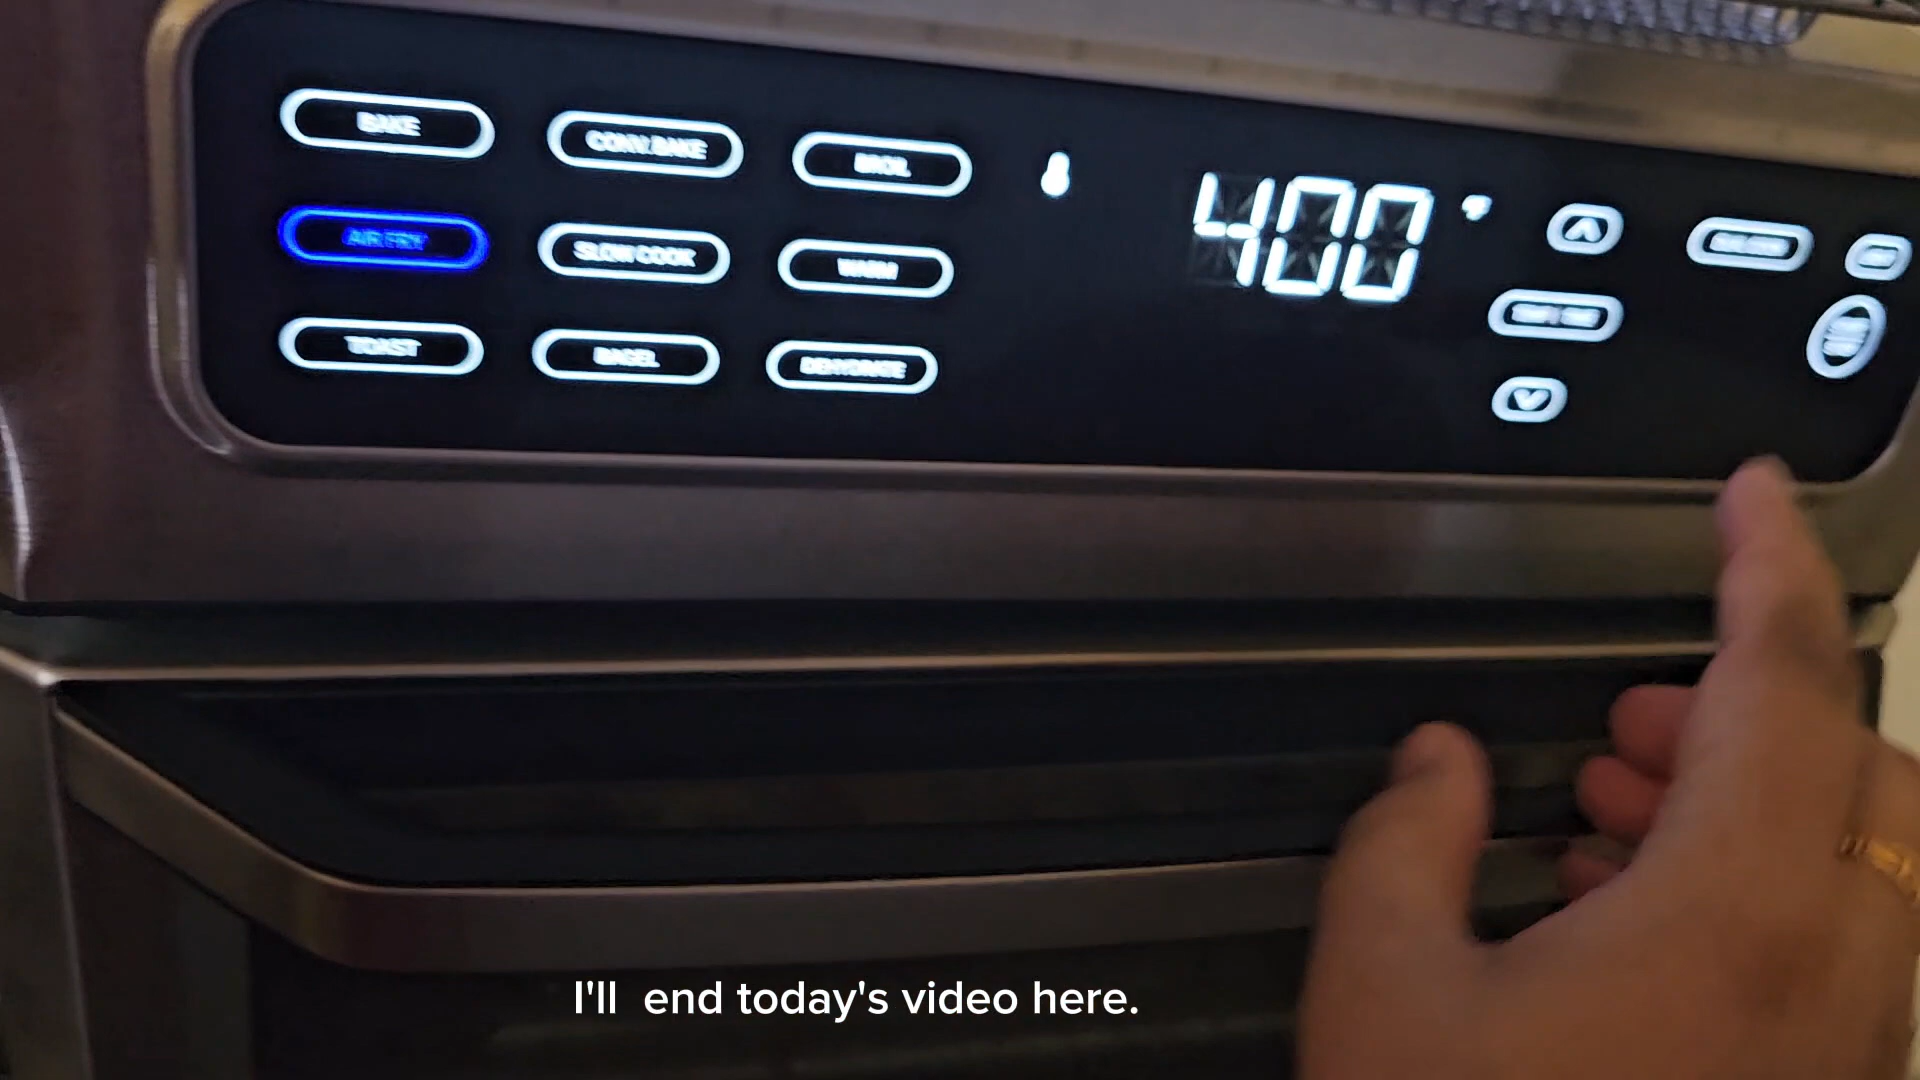 BAKE
CONV. BAKE
BROIL
AIR FRY
SLOW COOK
WARM
TOAST
BAGEL
DEHYDRATE
400 °F
I'll end today's video here.